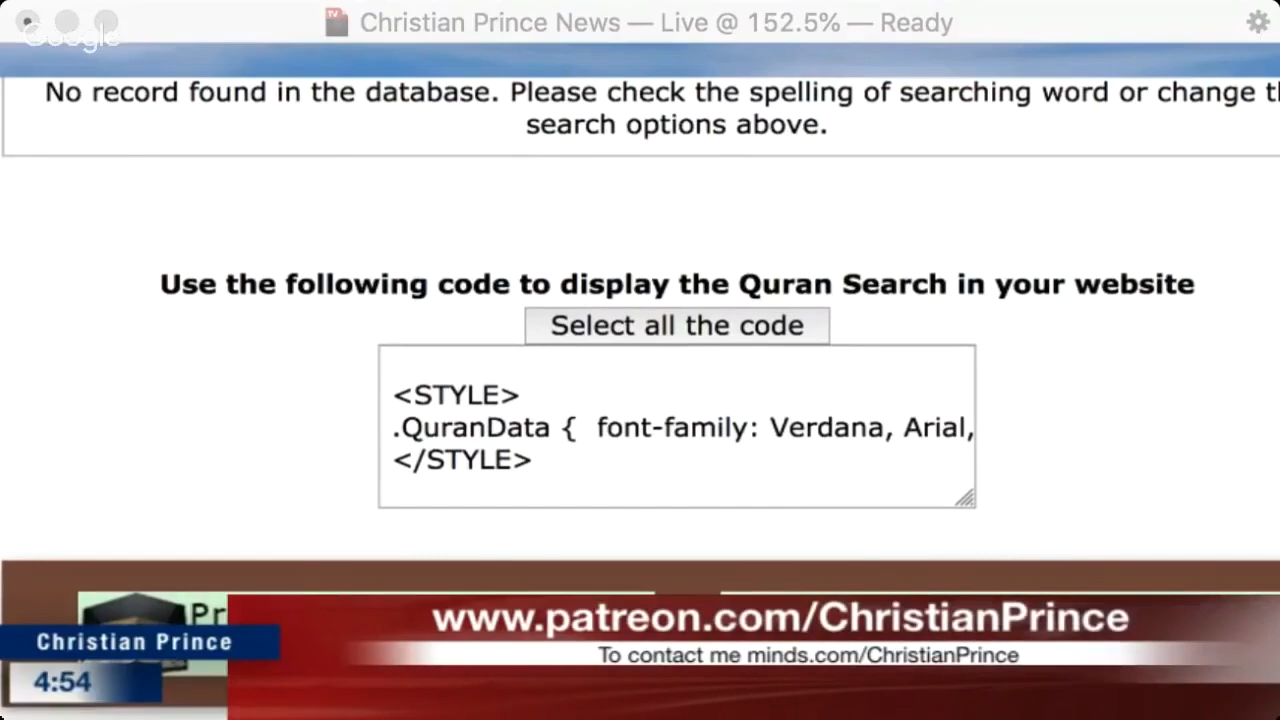 Christian Prince News — Live @ 152.5% — Ready
Google
No record found in the database. Please check the spelling of searching word or change th
search options above.
Use the following code to display the Quran Search in your website
Select all the code
<STYLE>
.QuranData { font-family: Verdana, Arial,
</STYLE>
Pr
www.patreon.com/ChristianPrince
Christian Prince
To contact me minds.com/ChristianPrince
4:54